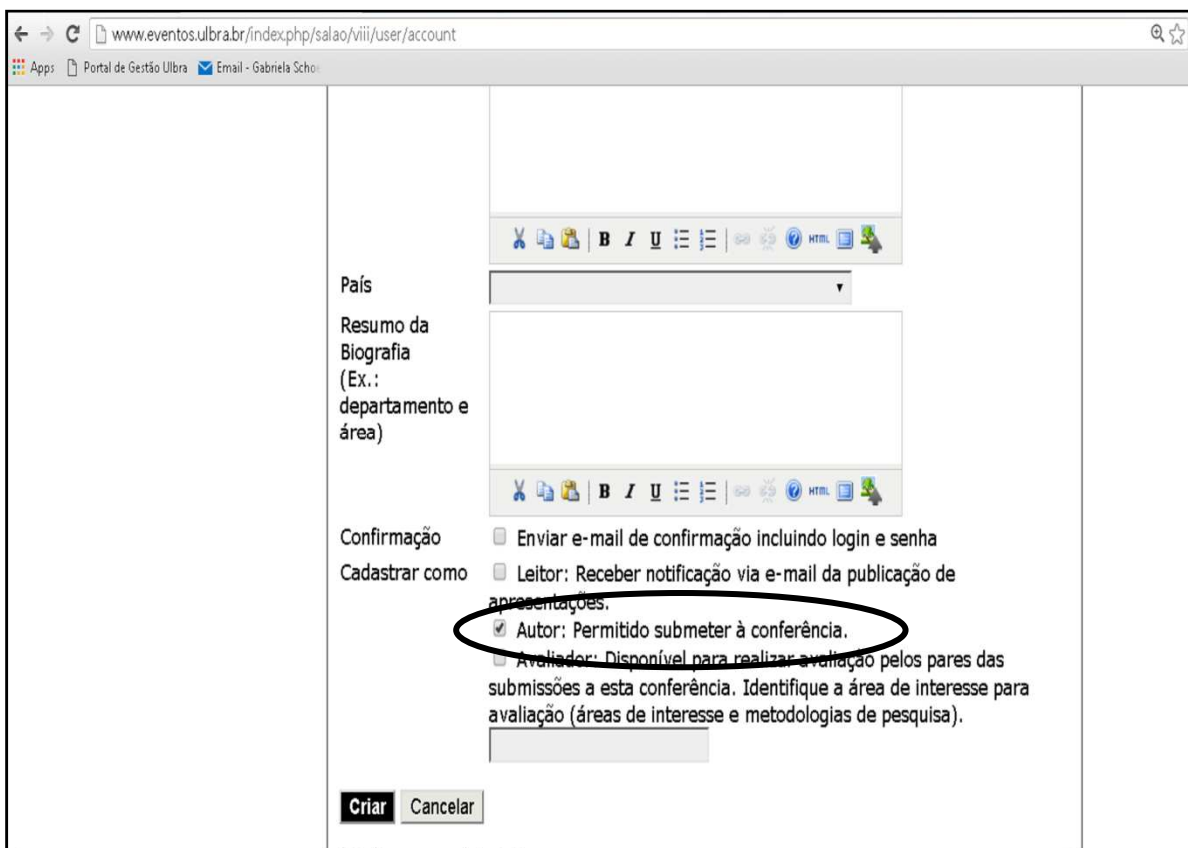 www.eventos.ulbra.br/index.php/salao/viii/user/account
Apps Portal de Gestão Ulbra Email - Gabriela Scho
B I U HTML
País
Resumo da
Biografia
(Ex.:
departamento e
área)
B I U HTML
Confirmação Enviar e-mail de confirmação incluindo login e senha
Cadastrar como Leitor: Receber notificação via e-mail da publicação de
apresentações.
Autor: Permitido submeter à conferência.
Avaliador: Disponível para realizar avaliação pelos pares das
submissões a esta conferência. Identifique a área de interesse para
avaliação (áreas de interesse e metodologias de pesquisa).
Criar Cancelar